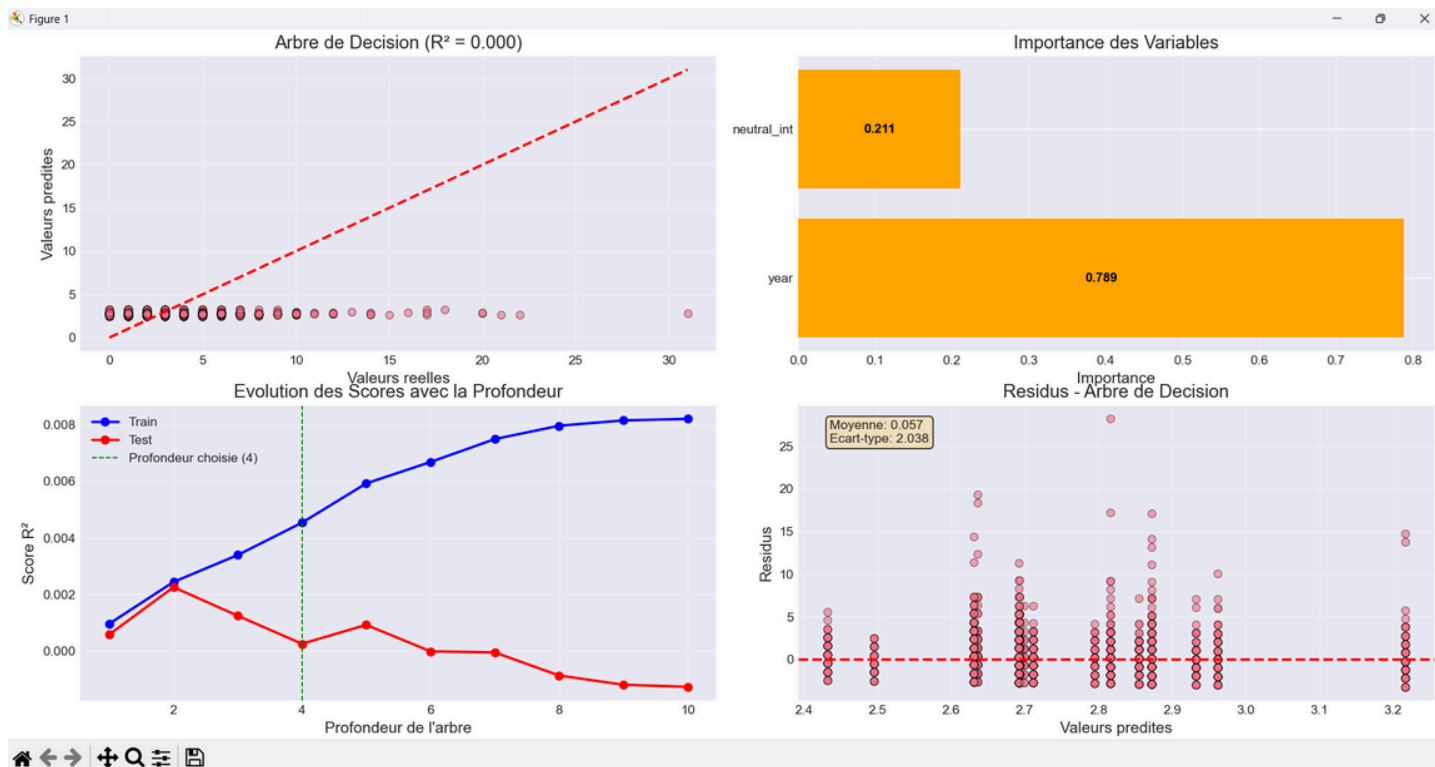 Figure 1
Arbre de Decision (R² = 0.000)
Valeurs predites
30
25
20
15
10
5
0
0 5 10 15 20 25 30
Valeurs reelles
Importance des Variables
neutral_int
0.211
year
0.789
0.0 0.1 0.2 0.3 0.4 0.5 0.6 0.7 0.8
Importance
Evolution des Scores avec la Profondeur
Train
Test
Profondeur choisie (4)
Score R²
0.008
0.006
0.004
0.002
0.000
2 4 6 8 10
Profondeur de l'arbre
Residus - Arbre de Decision
Moyenne: 0.057
Ecart-type: 2.038
Residus
25
20
15
10
5
0
2.4 2.5 2.6 2.7 2.8 2.9 3.0 3.1 3.2
Valeurs predites